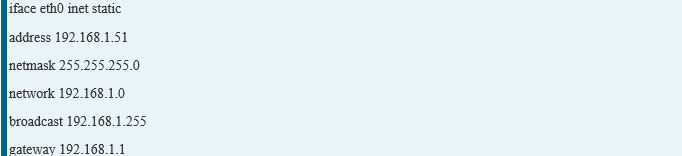 iface eth0 inet static
address 192.168.1.51
netmask 255.255.255.0
network 192.168.1.0
broadcast 192.168.1.255
gateway 192.168.1.1